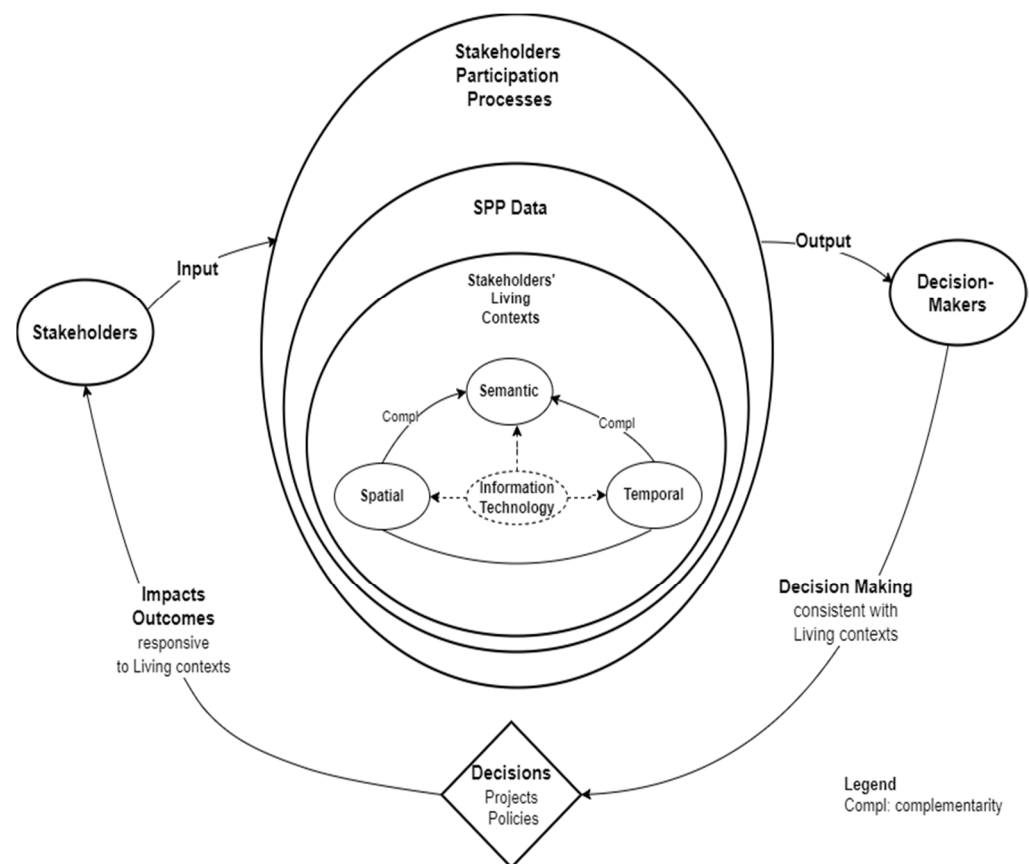 Stakeholders
Participation
Processes
SPP Data
Stakeholders'
Living
Contexts
Input
Output
Stakeholders
Decision-
Makers
Semantic
Compl
Compl
Spatial
Information
Technology
Temporal
Impacts
Outcomes
responsive
to Living contexts
Decision Making
consistent with
Living contexts
Decisions
Projects
Policies
Legend
Compl: complementarity